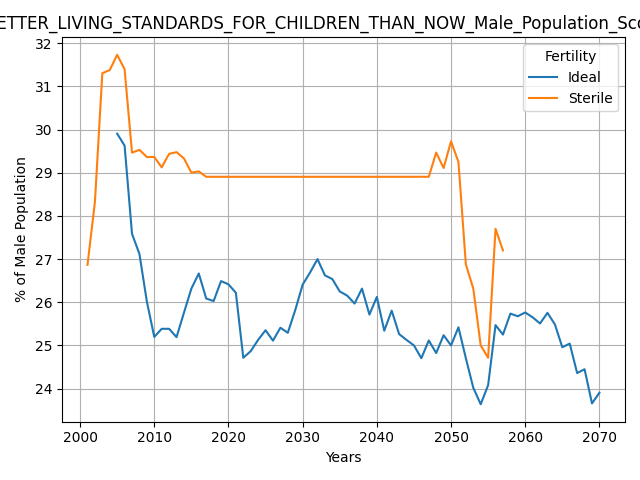 ETTER_LIVING_STANDARDS_FOR_CHILDREN_THAN_NOW_Male_Population_Sco
32
31
30
29
28
27
26
25
24
% of Male Population
Fertility
Ideal
Sterile
2000
2010
2020
2030
2040
2050
2060
2070
Years